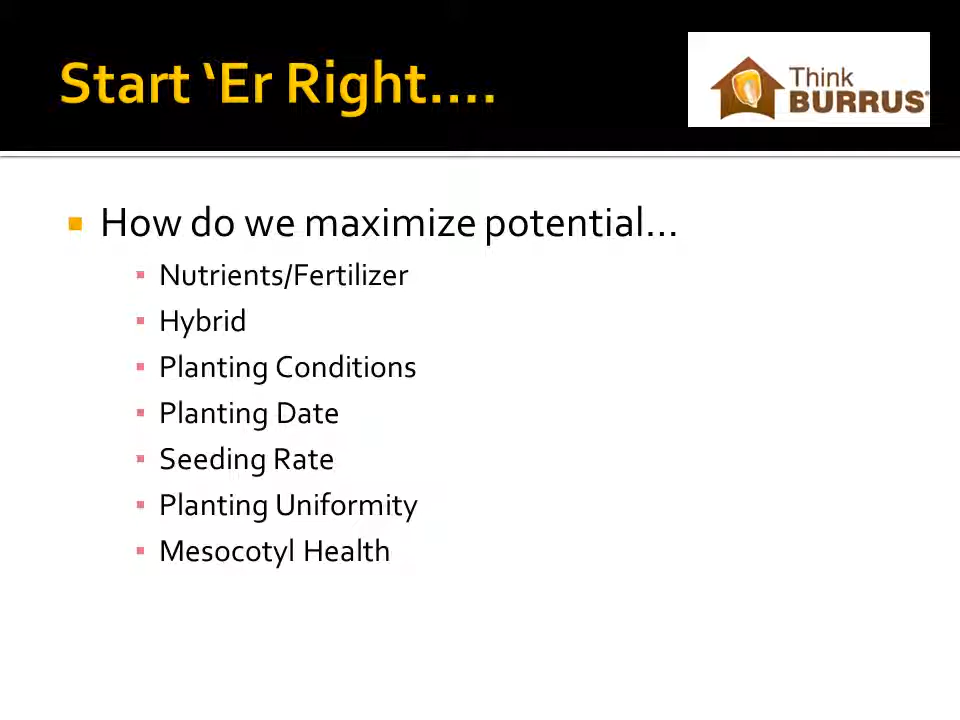 Start ‘Er Right....
Think
BURRUS®
How do we maximize potential...
Nutrients/Fertilizer
Hybrid
Planting Conditions
Planting Date
Seeding Rate
Planting Uniformity
Mesocotyl Health